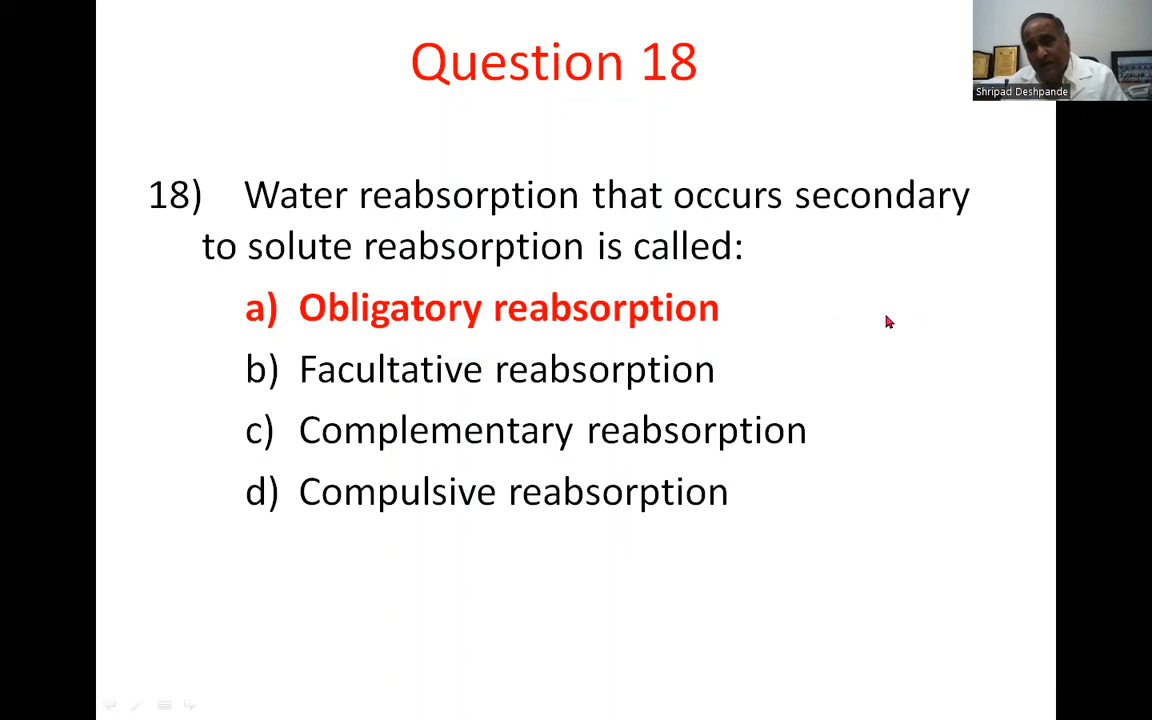 Question 18
Shripad Deshpande
18) Water reabsorption that occurs secondary
to solute reabsorption is called:
a) Obligatory reabsorption
b) Facultative reabsorption
c) Complementary reabsorption
d) Compulsive reabsorption